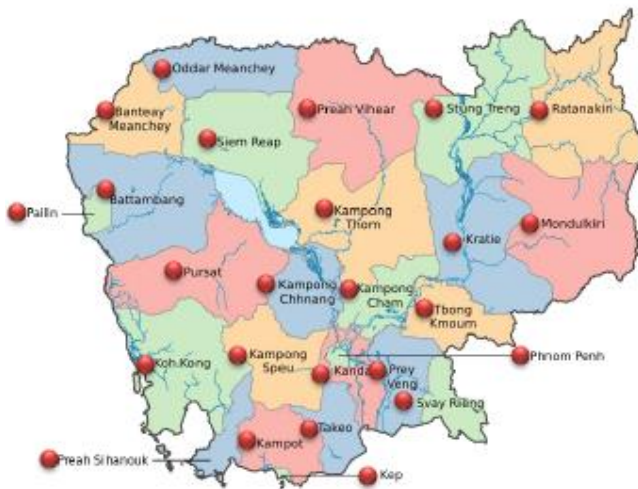 Oddar Meanchey
Banteay
Meanchey
Preah Vihear
Stung Treng
Ratanakiri
Siem Reap
Battambang
Pailin
Kampong
Thorn
Kratie
Mondulkiri
Pursat
Kampong
Chhnang
Kampong
Cham
Tbong
Kmoum
Koh Kong
Kampong
Speu
Kandal
Prey
Veng
Phnom Penh
Svay Rieng
Takeo
Kampot
Preah Sihanouk
Kep